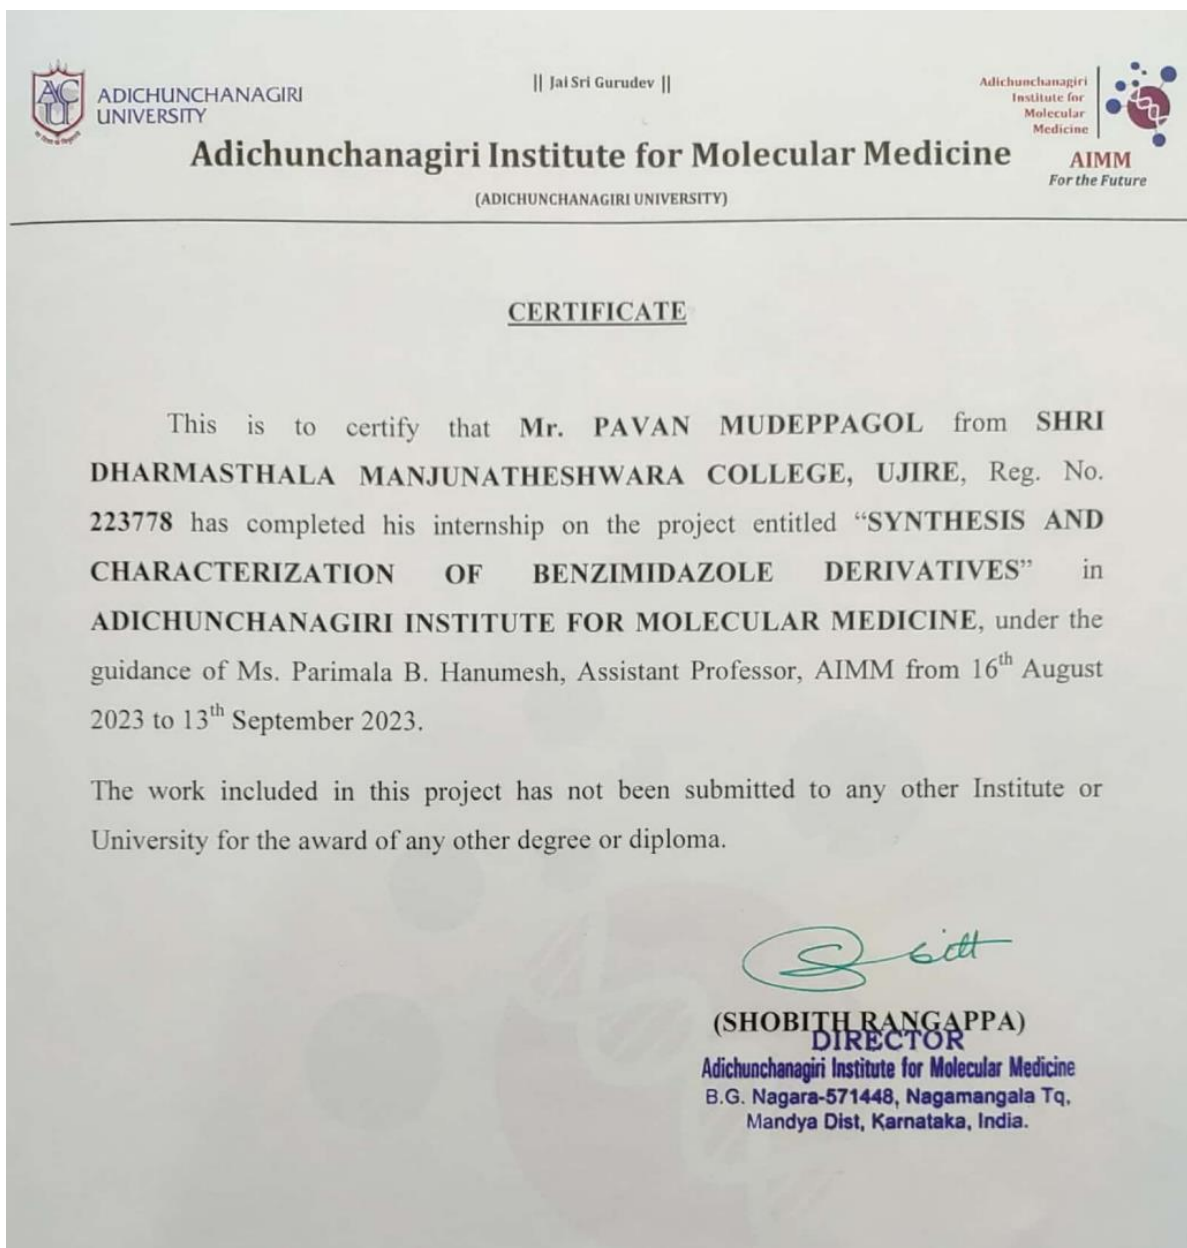 || Jai Sri Gurudev ||
ADICHUNCHANAGIRI
UNIVERSITY
Adichunchanagiri
Institute for
Molecular
Medicine
AIMM
For the Future
Adichunchanagiri Institute for Molecular Medicine
(ADICHUNCHANAGIRI UNIVERSITY)
CERTIFICATE
This is to certify that Mr. PAVAN MUDEPPAGOL from SHRI
DHARMASTHALA MANJUNATHESHWARA COLLEGE, UJIRE, Reg. No.
223778 has completed his internship on the project entitled “SYNTHESIS AND
CHARACTERIZATION OF BENZIMIDAZOLE DERIVATIVES” in
ADICHUNCHANAGIRI INSTITUTE FOR MOLECULAR MEDICINE, under the
guidance of Ms. Parimala B. Hanumesh, Assistant Professor, AIMM from 16th August
2023 to 13th September 2023.
The work included in this project has not been submitted to any other Institute or
University for the award of any other degree or diploma.
(SHOBITH RANGAPPA)
DIRECTOR
Adichunchanagiri Institute for Molecular Medicine
B.G. Nagara-571448, Nagamangala Tq,
Mandya Dist, Karnataka, India.